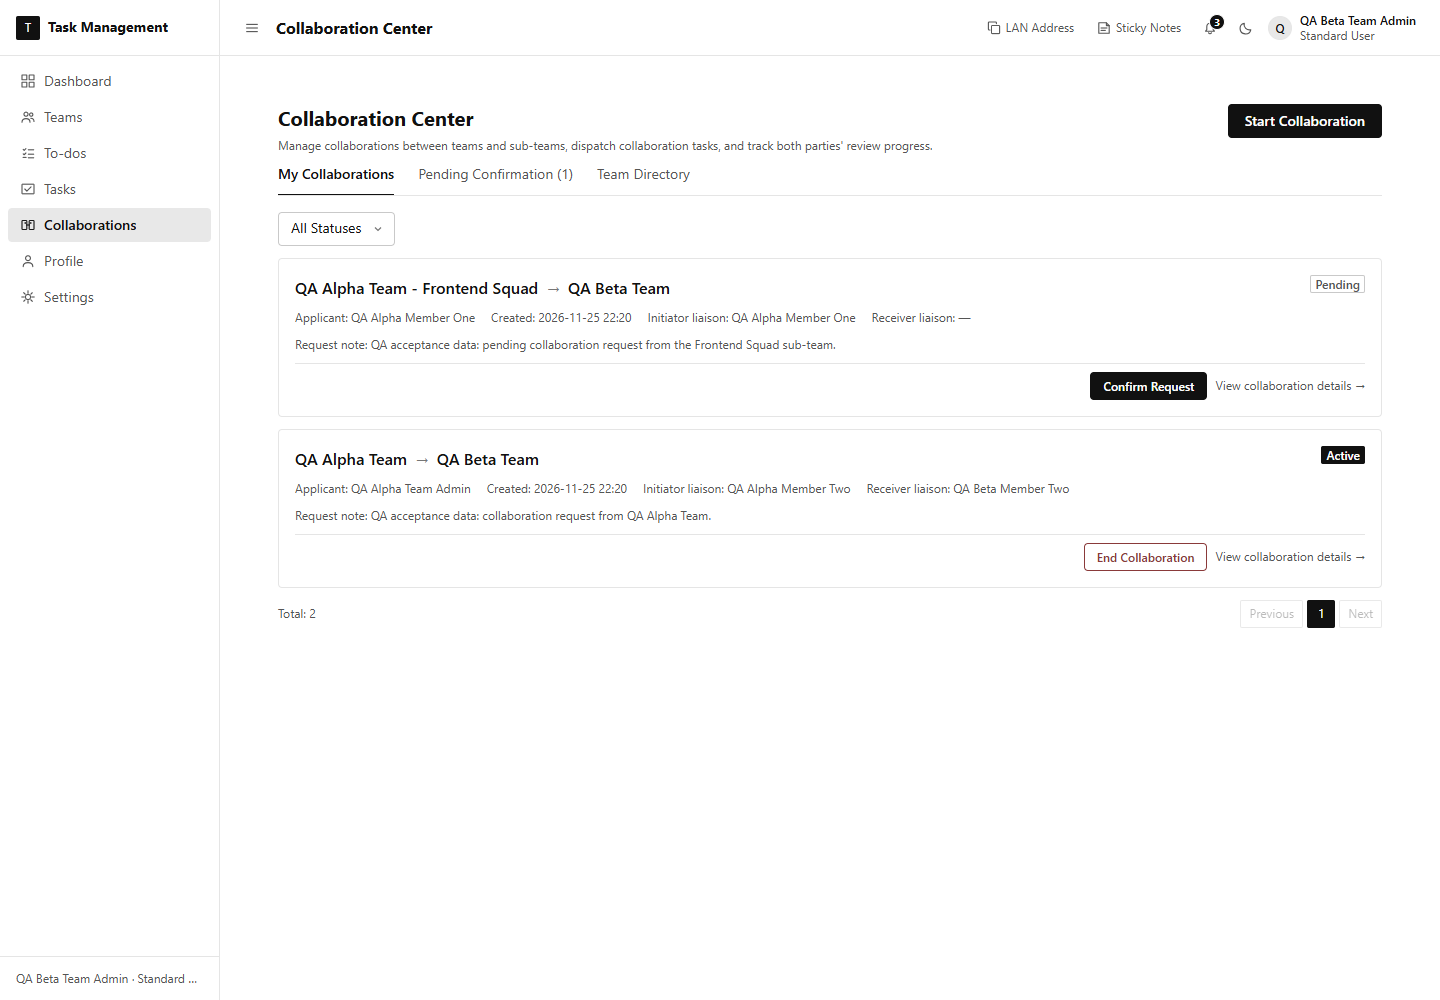 T Task Management
Collaboration Center
LAN Address
Sticky Notes
3
Q
QA Beta Team Admin
Standard User
Dashboard
Teams
To-dos
Tasks
Collaborations
Profile
Settings
QA Beta Team Admin · Standard ...
Collaboration Center
Start Collaboration
Manage collaborations between teams and sub-teams, dispatch collaboration tasks, and track both parties' review progress.
My Collaborations Pending Confirmation (1) Team Directory
All Statuses
QA Alpha Team - Frontend Squad → QA Beta Team
Pending
Applicant: QA Alpha Member One Created: 2026-11-25 22:20 Initiator liaison: QA Alpha Member One Receiver liaison: —
Request note: QA acceptance data: pending collaboration request from the Frontend Squad sub-team.
Confirm Request View collaboration details →
QA Alpha Team → QA Beta Team
Active
Applicant: QA Alpha Team Admin Created: 2026-11-25 22:20 Initiator liaison: QA Alpha Member Two Receiver liaison: QA Beta Member Two
Request note: QA acceptance data: collaboration request from QA Alpha Team.
End Collaboration View collaboration details →
Total: 2
Previous 1 Next